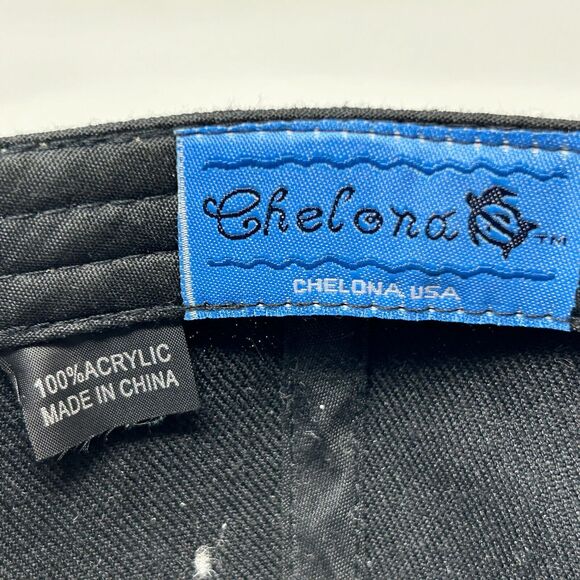 Chelona TM
CHELONA, USA
100%ACRYLIC
MADE IN CHINA